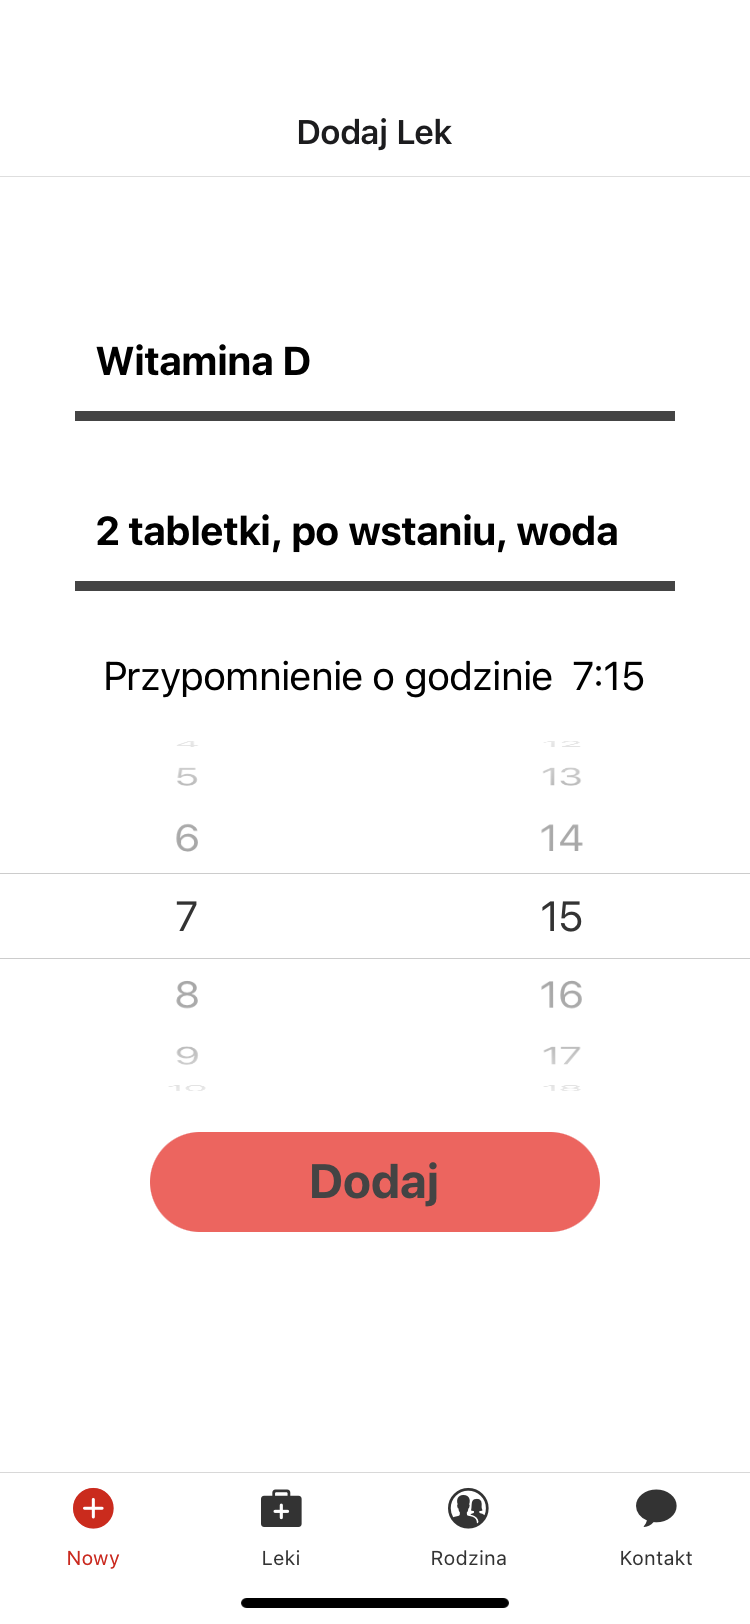 Dodaj Lek
Witamina D
2 tabletki, po wstaniu, woda
Przypomnienie o godzinie 7:15
4 12
5 13
6 14
7 15
8 16
9 17
10 18
Dodaj
Nowy Leki Rodzina Kontakt